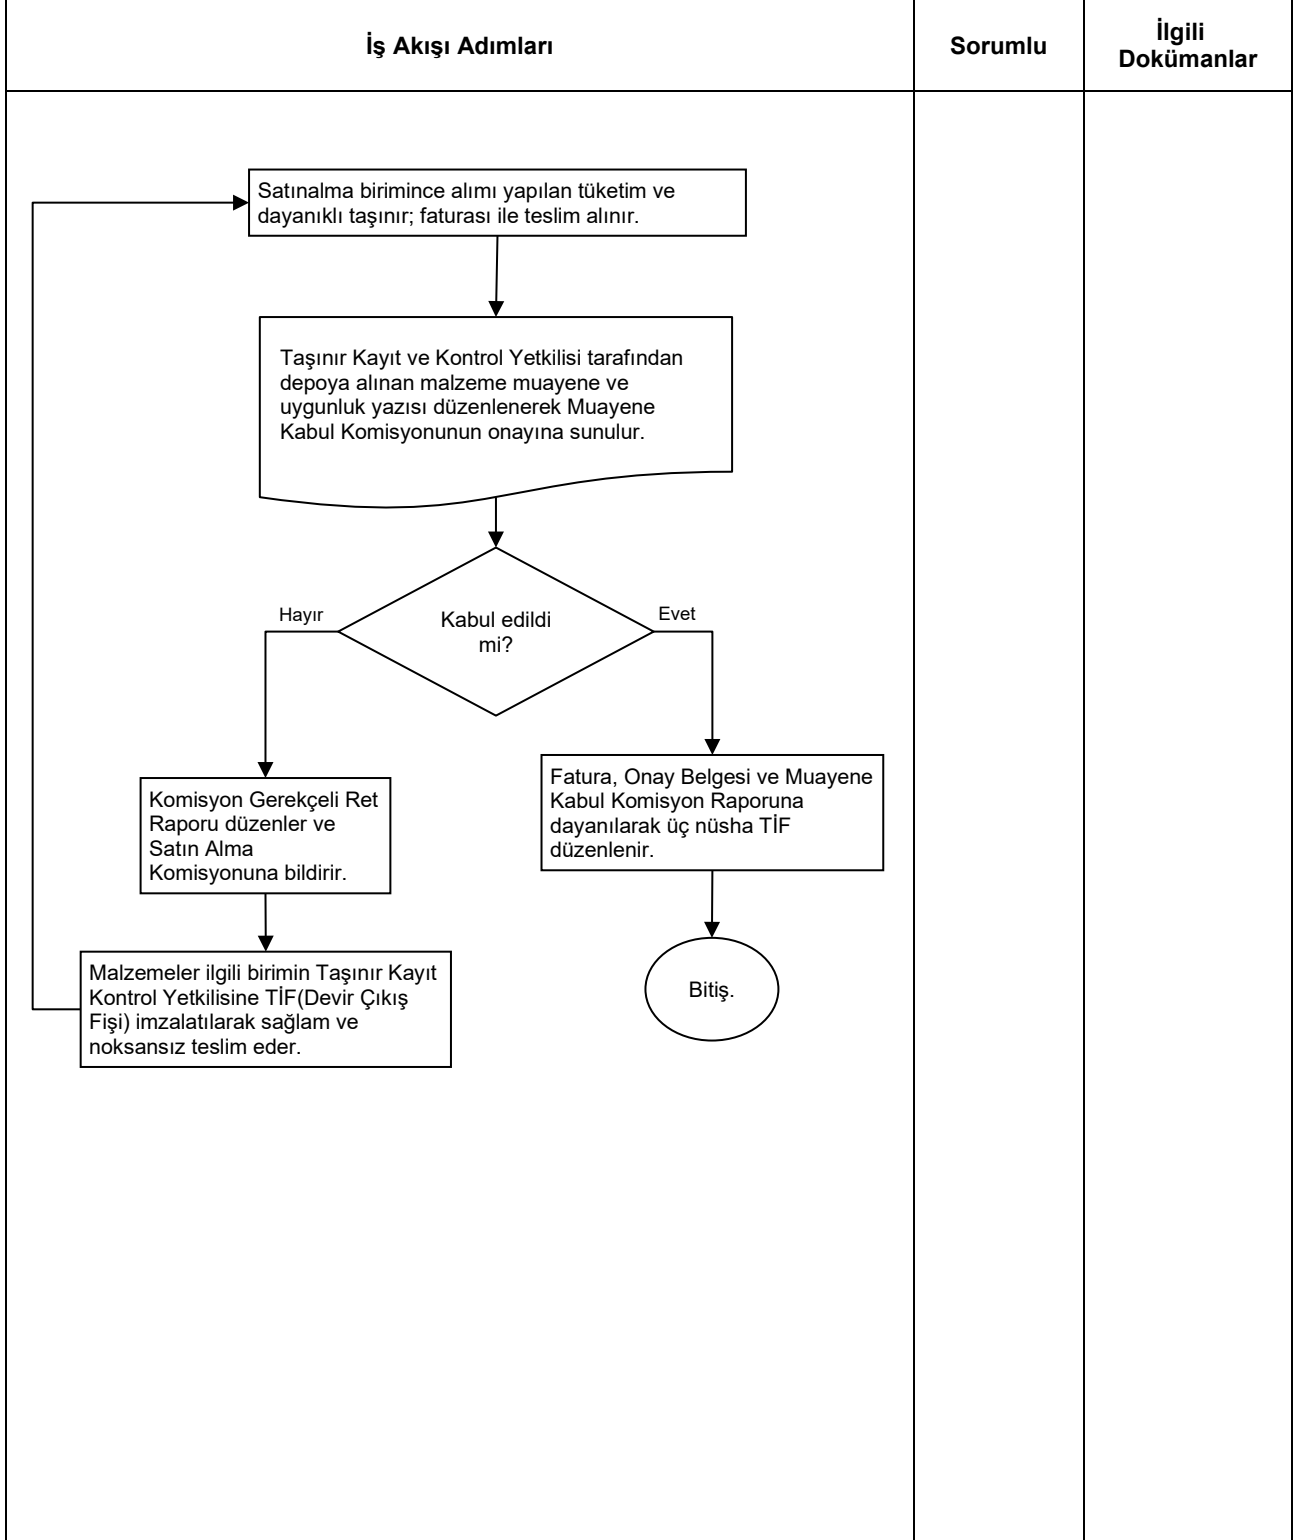 İş Akışı Adımları
Sorumlu
İlgili
Dokümanlar
Satınalma birimince alımı yapılan tüketim ve
dayanıklı taşınır; faturası ile teslim alınır.
Taşınır Kayıt ve Kontrol Yetkilisi tarafından
depoya alınan malzeme muayene ve
uygunluk yazısı düzenlenerek Muayene
Kabul Komisyonunun onayına sunulur.
Hayır
Kabul edildi
mi?
Evet
Komisyon Gerekçeli Ret
Raporu düzenler ve
Satın Alma
Komisyonuna bildirir.
Fatura, Onay Belgesi ve Muayene
Kabul Komisyon Raporuna
dayanılarak üç nüsha TİF
düzenlenir.
Malzemeler ilgili birimin Taşınır Kayıt
Kontrol Yetkilisine TİF(Devir Çıkış
Fişi) imzalatılarak sağlam ve
noksansız teslim eder.
Bitiş.